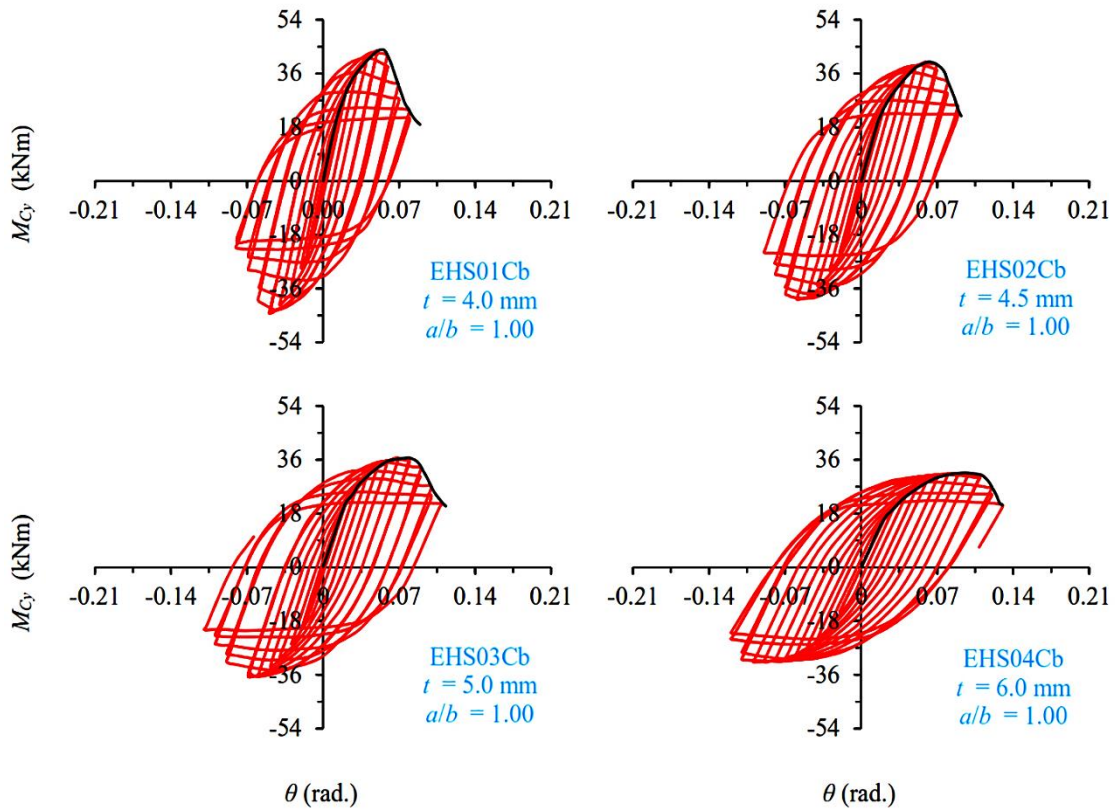 54
36
18
0
-18
-36
-54
-0.21 -0.14 -0.07 0.00 0.07 0.14 0.21
M_Cy (kNm)
EHS01Cb
t = 4.0 mm
a/b = 1.00
54
36
18
0
-18
-36
-54
-0.21 -0.14 -0.07 0 0.07 0.14 0.21
EHS02Cb
t = 4.5 mm
a/b = 1.00
54
36
18
0
-18
-36
-54
-0.21 -0.14 -0.07 0 0.07 0.14 0.21
M_Cy (kNm)
EHS03Cb
t = 5.0 mm
a/b = 1.00
54
36
18
0
-18
-36
-54
-0.21 -0.14 -0.07 0 0.07 0.14 0.21
EHS04Cb
t = 6.0 mm
a/b = 1.00
θ (rad.)
θ (rad.)